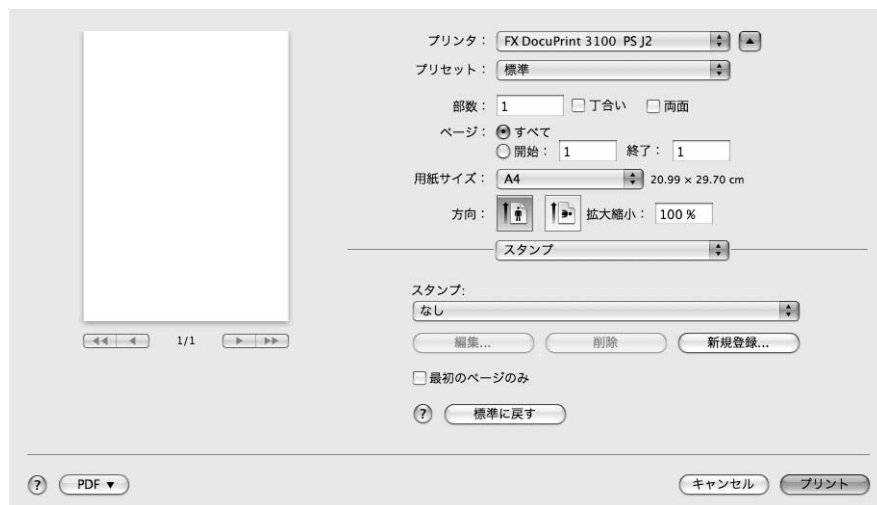 プリンタ： FX DocuPrint 3100 PS J2
プリセット： 標準
部数： 1 丁合い 両面
ページ： すべて
開始： 1 終了： 1
用紙サイズ： A4 20.99 × 29.70 cm
方向： 拡大縮小： 100 %
スタンプ
スタンプ:
なし
1/1
編集... 削除 新規登録...
最初のページのみ
? 標準に戻す
? PDF ▼ キャンセル プリント